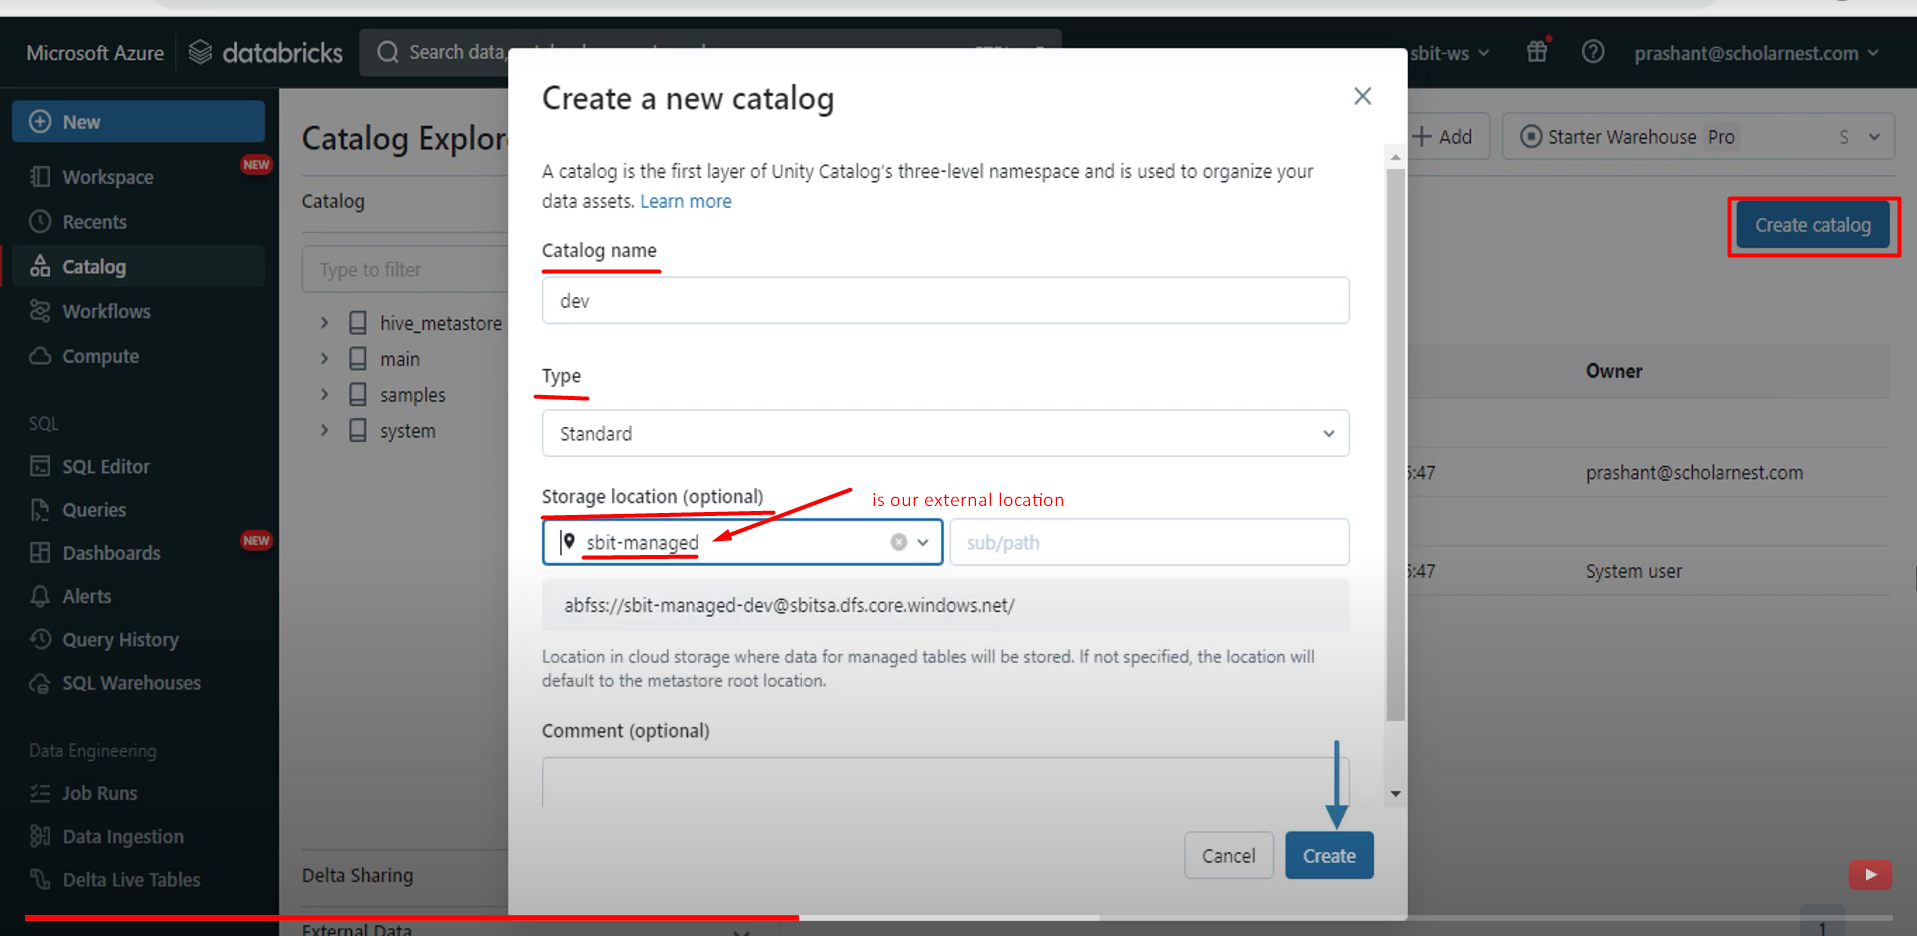 Microsoft Azure
databricks
Search data,
sbit-ws
prashant@scholarnest.com
New
Workspace
NEW
Recents
Catalog
Workflows
Compute
SQL
SQL Editor
Queries
Dashboards
NEW
Alerts
Query History
SQL Warehouses
Data Engineering
Job Runs
Data Ingestion
Delta Live Tables
Catalog Explor
Catalog
Type to filter
hive_metastore
main
samples
system
Delta Sharing
External Data
Create a new catalog
A catalog is the first layer of Unity Catalog's three-level namespace and is used to organize your
data assets. Learn more
Catalog name
dev
Type
Standard
Storage location (optional)
is our external location
sbit-managed
sub/path
abfss://sbit-managed-dev@sbitsa.dfs.core.windows.net/
Location in cloud storage where data for managed tables will be stored. If not specified, the location will
default to the metastore root location.
Comment (optional)
Cancel
Create
Add
Starter Warehouse Pro S
Create catalog
Owner
:47 prashant@scholarnest.com
:47 System user
1